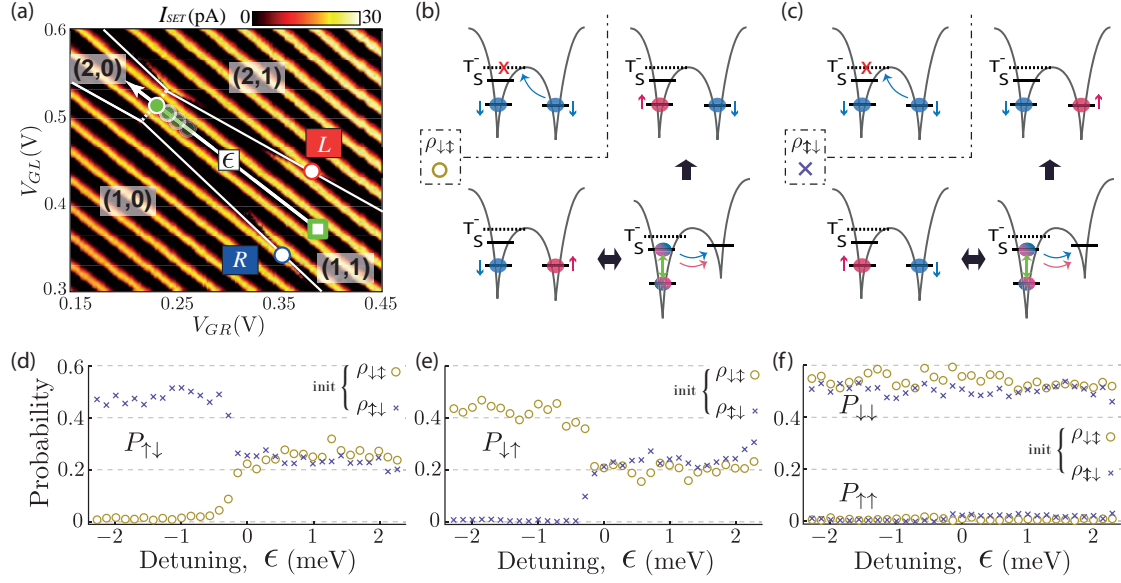 (a)
I_SET (pA) 0 30
0.6
0.5
0.4
0.3
V_GL (V)
(2,0)
(2,1)
(1,0)
(1,1)
ϵ
L
R
0.15 0.25 0.35 0.45
V_GR (V)
(b)
T⁻
S
X
↓
T⁻
S
↑ ↓
ρ↓↕
T⁻
S
↓ ↑
T⁻
S
(c)
T⁻
S
X
↓
T⁻
S
↓ ↑
ρ↕↓
×
T⁻
S
↑ ↓
T⁻
S
(d)
Probability
0.6
0.4
0.2
0
init { ρ↓↕ ○
ρ↕↓ ×
P↑↓
−2 −1 0 1 2
Detuning, ϵ (meV)
(e)
0.6
0.4
0.2
0
init { ρ↓↕ ○
ρ↕↓ ×
P↓↑
−2 −1 0 1 2
Detuning, ϵ (meV)
(f)
0.6
0.4
0.2
0
P↓↓
init { ρ↓↕ ○
ρ↕↓ ×
P↑↑
−2 −1 0 1 2
Detuning, ϵ (meV)